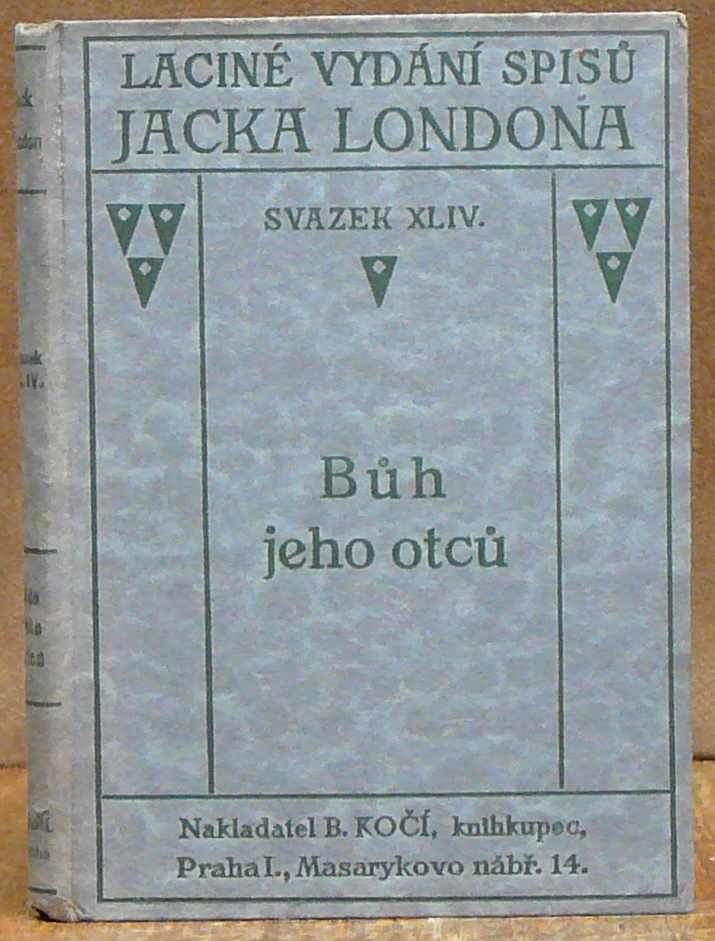 LACINÉ VYDÁNÍ SPISŮ
JACKA LONDONA
SVAZEK XLIV.
Bůh
jeho otců
Nakladatel B. KOČÍ, knihkupec,
Praha I., Masarykovo nábř. 14.